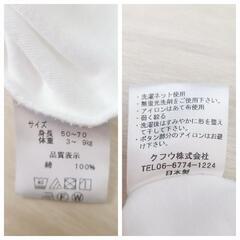 サイズ
身長 50~70
体重 3~ 9kg
品質表示
綿 100%
・洗濯ネット使用
・無蛍光洗剤をご使用下さい。
・アイロンはあて布使用
・弱く絞る
・洗濯後はすみやかに形を整え
て干して下さい。
・ボタン部分のアイロンはお避
け下さい。
クフウ株式会社
TEL06-6774-1224
日本製